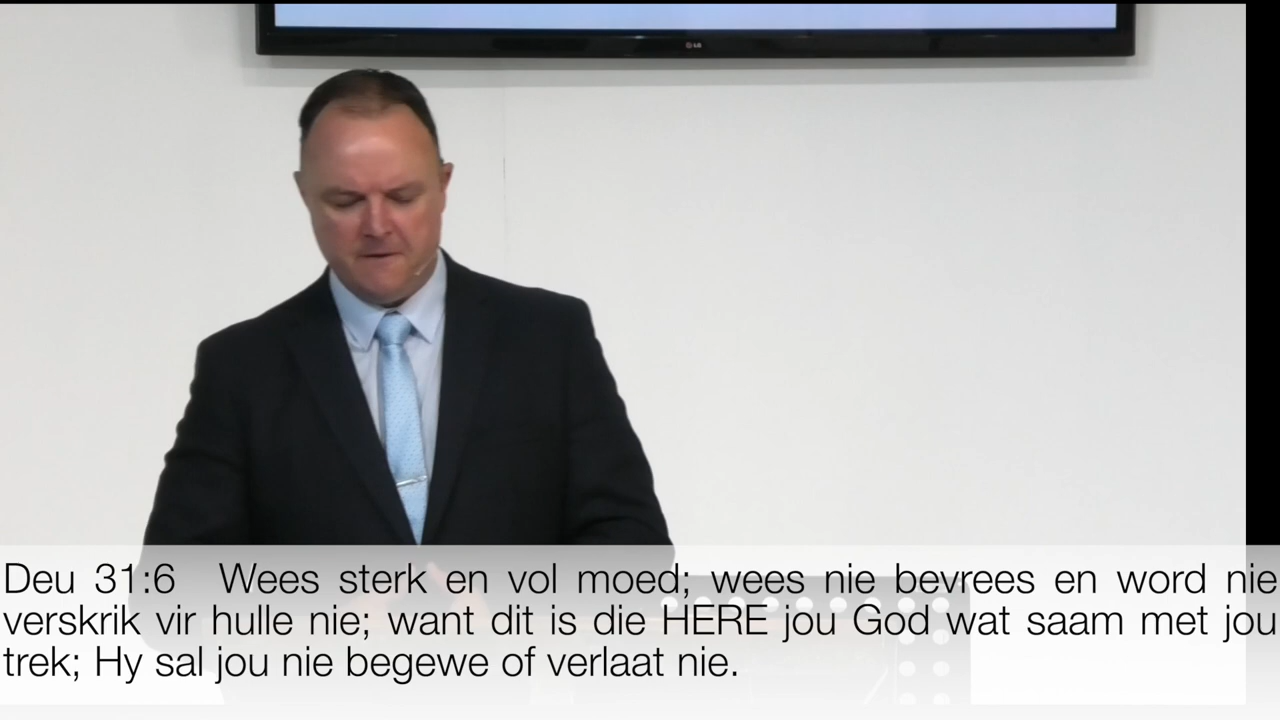 LG
Deu 31:6 Wees sterk en vol moed; wees nie bevrees en word nie
verskrik vir hulle nie; want dit is die HERE jou God wat saam met jou
trek; Hy sal jou nie begewe of verlaat nie.